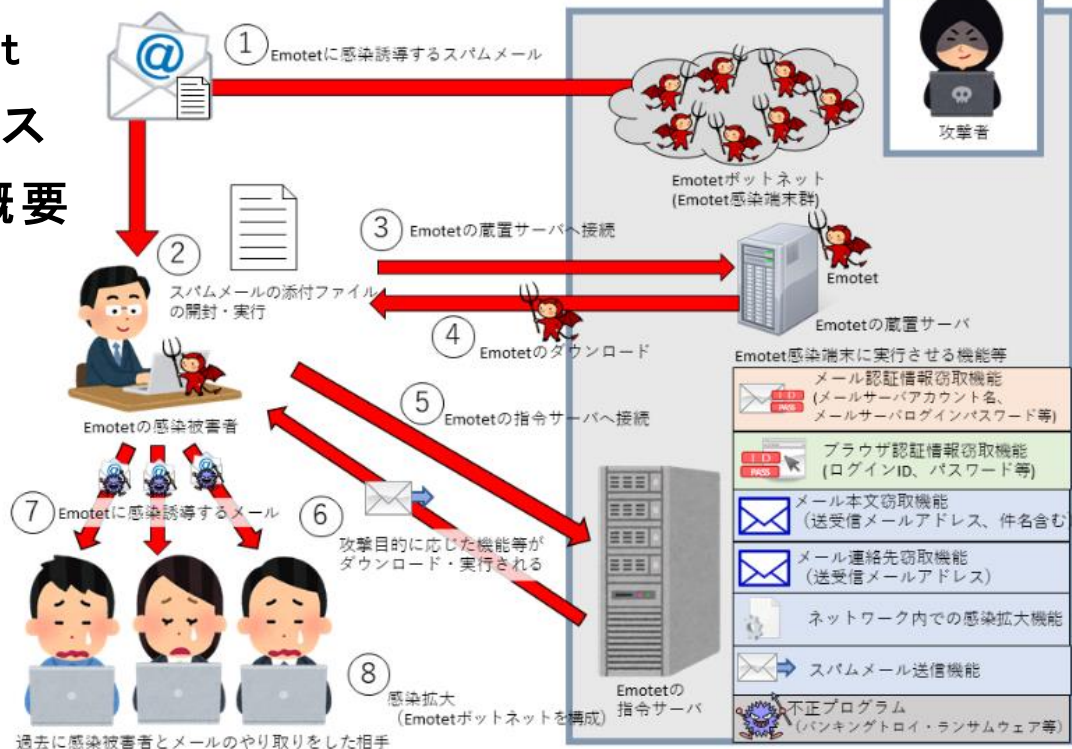 t
ス
概要
① Emotetに感染誘導するスパムメール
攻撃者
Emotetボットネット
(Emotet感染端末群)
②
スパムメールの添付ファイル
の開封・実行
③ Emotetの蔵置サーバへ接続
Emotet
Emotetの蔵置サーバ
④
Emotetのダウンロード
Emotetの感染被害者
⑤
Emotetの指令サーバへ接続
⑥
攻撃目的に応じた機能等が
ダウンロード・実行される
⑦ Emotetに感染誘導するメール
⑧
感染拡大
(Emotetボットネットを構成)
過去に感染被害者とメールのやり取りをした相手
Emotetの
指令サーバ
Emotet感染端末に実行させる機能等
ID
PASS
メール認証情報窃取機能
(メールサーバアカウント名、
メールサーバログインパスワード等)
ID
PASS
ブラウザ認証情報窃取機能
(ログインID、パスワード等)
メール本文窃取機能
(送受信メールアドレス、件名含む)
メール連絡先窃取機能
(送受信メールアドレス)
ネットワーク内での感染拡大機能
スパムメール送信機能
不正プログラム
(バンキングトロイ・ランサムウェア等)